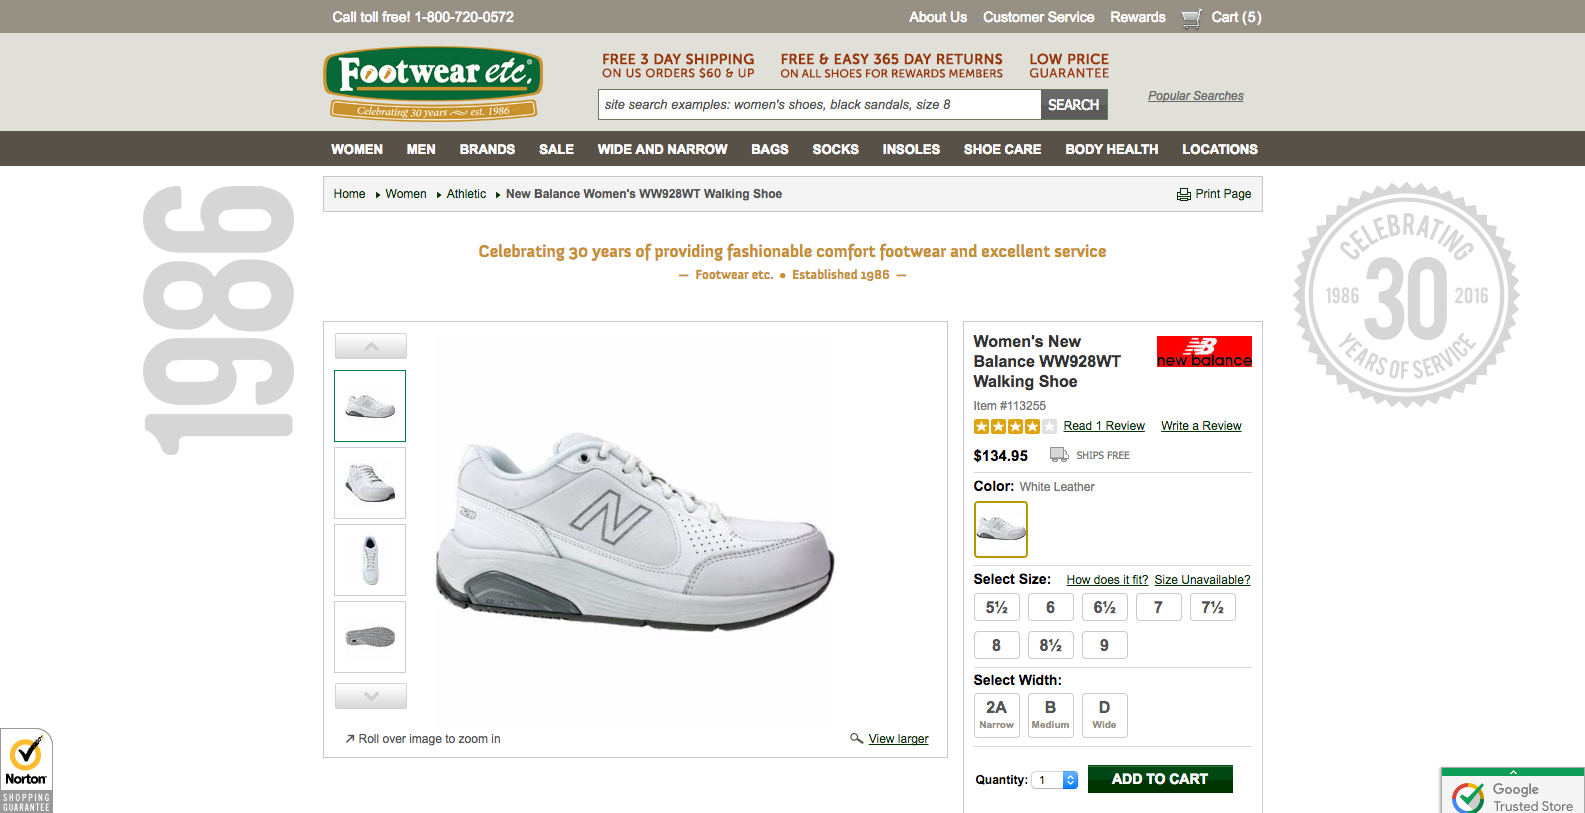 Call toll free! 1-800-720-0572
About Us Customer Service Rewards Cart (5)
Footwear etc.®
Celebrating 30 years est. 1986
FREE 3 DAY SHIPPING
ON US ORDERS $60 & UP
FREE & EASY 365 DAY RETURNS
ON ALL SHOES FOR REWARDS MEMBERS
LOW PRICE
GUARANTEE
site search examples: women's shoes, black sandals, size 8
SEARCH
Popular Searches
WOMEN MEN BRANDS SALE WIDE AND NARROW BAGS SOCKS INSOLES SHOE CARE BODY HEALTH LOCATIONS
Home Women Athletic New Balance Women's WW928WT Walking Shoe
Print Page
1986
Celebrating 30 years of providing fashionable comfort footwear and excellent service
— Footwear etc. • Established 1986 —
CELEBRATING
1986 30 2016
YEARS OF SERVICE
N
928
Roll over image to zoom in
View larger
Women's New
Balance WW928WT
Walking Shoe
new balance
Item #113255
Read 1 Review Write a Review
$134.95 SHIPS FREE
Color: White Leather
Select Size: How does it fit? Size Unavailable?
5½ 6 6½ 7 7½
8 8½ 9
Select Width:
2A B D
Narrow Medium Wide
Quantity: 1 ADD TO CART
Norton
SHOPPING
GUARANTEE
Google
Trusted Store